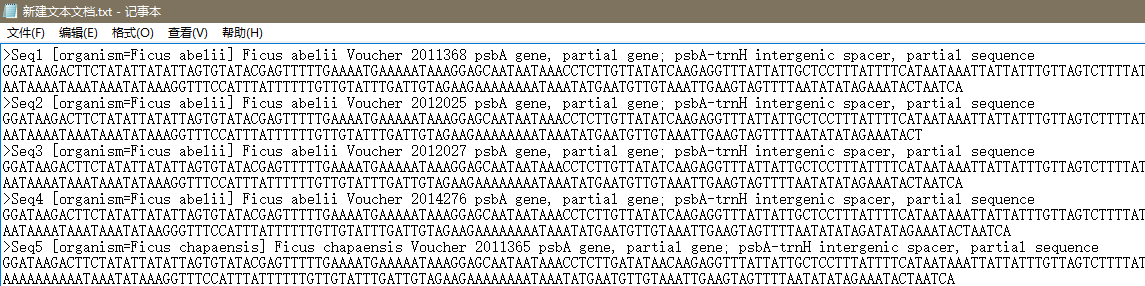 新建文本文档.txt - 记事本
文件(F) 编辑(E) 格式(O) 查看(V) 帮助(H)
>Seq1 [organism=Ficus abelii] Ficus abelii Voucher 2011368 psbA gene, partial gene; psbA-trnH intergenic spacer, partial sequence
GGATAAGACTTCTATATTATATTAGTGTATACGAGTTTTTGAAAATGAAAAATAAAGGAGCAATAATAAACCTCTTGTTATATCAAGAGGTTTATTATTGCTCCTTTATTTTCATAATAAATTATTATTTGTTAGTCTTTTAT
AATAAAATAAATAAATATAAAGGTTTCCATTTATTTTTTGTTGTATTTGATTGTAGAAGAAAAAAAATAAATATGAATGTTGTAAATTGAAGTAGTTTTAATATATAGAAATACTAATCA
>Seq2 [organism=Ficus abelii] Ficus abelii Voucher 2012025 psbA gene, partial gene; psbA-trnH intergenic spacer, partial sequence
GGATAAGACTTCTATATTATATTAGTGTATACGAGTTTTTGAAAATGAAAAATAAAGGAGCAATAATAAACCTCTTGTTATATCAAGAGGTTTATTATTGCTCCTTTATTTTCATAATAAATTATTATTTGTTAGTCTTTTAT
AATAAAATAAATAAATATAAAGGTTTCCATTTATTTTTTGTTGTATTTGATTGTAGAAGAAAAAAAATAAATATGAATGTTGTAAATTGAAGTAGTTTTAATATATAGAAATACT
>Seq3 [organism=Ficus abelii] Ficus abelii Voucher 2012027 psbA gene, partial gene; psbA-trnH intergenic spacer, partial sequence
GGATAAGACTTCTATATTATATTAGTGTATACGAGTTTTTGAAAATGAAAAATAAAGGAGCAATAATAAACCTCTTGTTATATCAAGAGGTTTATTATTGCTCCTTTATTTTCATAATAAATTATTATTTGTTAGTCTTTTAT
AATAAAATAAATAAATATAAAGGTTTCCATTTATTTTTTGTTGTATTTGATTGTAGAAGAAAAAAAATAAATATGAATGTTGTAAATTGAAGTAGTTTTAATATATAGAAATACTAATCA
>Seq4 [organism=Ficus abelii] Ficus abelii Voucher 2014276 psbA gene, partial gene; psbA-trnH intergenic spacer, partial sequence
GGATAAGACTTCTATATTATATTAGTGTATACGAGTTTTTGAAAATGAAAAATAAAGGAGCAATAATAAACCTCTTGTTATATCAAGAGGTTTATTATTGCTCCTTTATTTTCATAATAAATTATTATTTGTTAGTCTTTTAT
AATAAAATAAATAAATATAAGGGTTTCCATTTATTTTTTGTTGTATTTGATTGTAGAAGAAAAAAAATAAATATGAATGTTGTAAATTGAAGTAGTTTTAATATATAGATATAGAAATACTAATCA
>Seq5 [organism=Ficus chapaensis] Ficus chapaensis Voucher 2011365 psbA gene, partial gene; psbA-trnH intergenic spacer, partial sequence
GGATAAGACTTCTATATTATATTAGTGTATACGAGTTTTTGAAAATGAAAAATAAAGGAGCAATAATAAACCTCTTGATATAACAAGAGGTTTATTATTGCTCCTTTATTTTCATAATAAATTATTATTTGTTAGTCTTTTAT
AAAAAAAAAATAAATATAAAGGTTTCCATTTATTTTTTGTTGTATTTGATTGTAGAAGAAAAAAAATAAATATGAATGTTGTAAATTGAAGTAGTTTTAATATATAGAAATACTAATCA